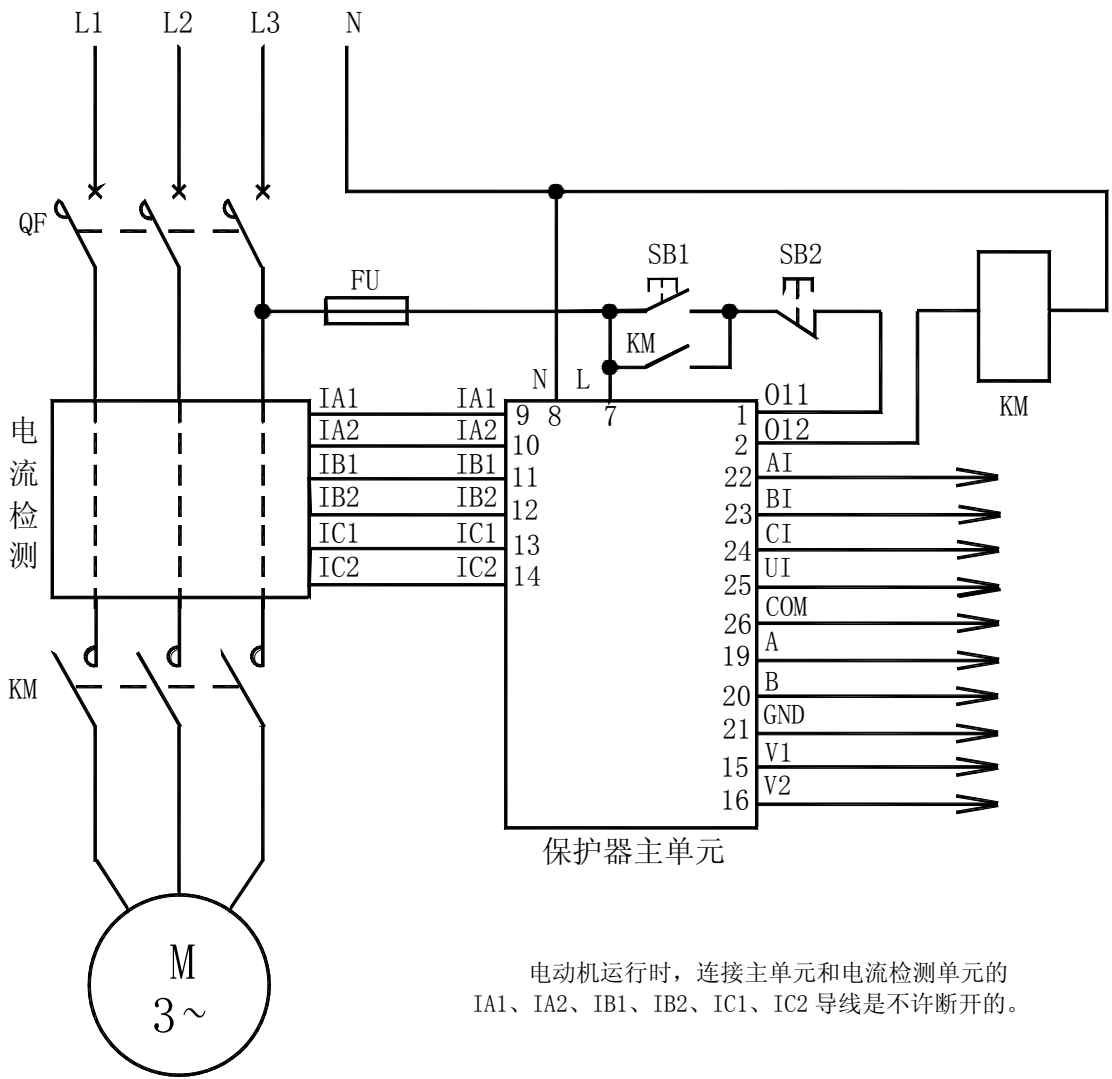 L1 L2 L3 N
QF
SB1 SB2
FU
KM
KM
N L
电流检测
IA1 IA1 9 8 7 1 O11
IA2 IA2 10 2 O12
IB1 IB1 11 22 AI
IB2 IB2 12 23 BI
IC1 IC1 13 24 CI
IC2 IC2 14 25 UI
26 COM
19 A
20 B
21 GND
15 V1
16 V2
KM
保护器主单元
M
3~
电动机运行时，连接主单元和电流检测单元的
IA1、IA2、IB1、IB2、IC1、IC2 导线是不许断开的。